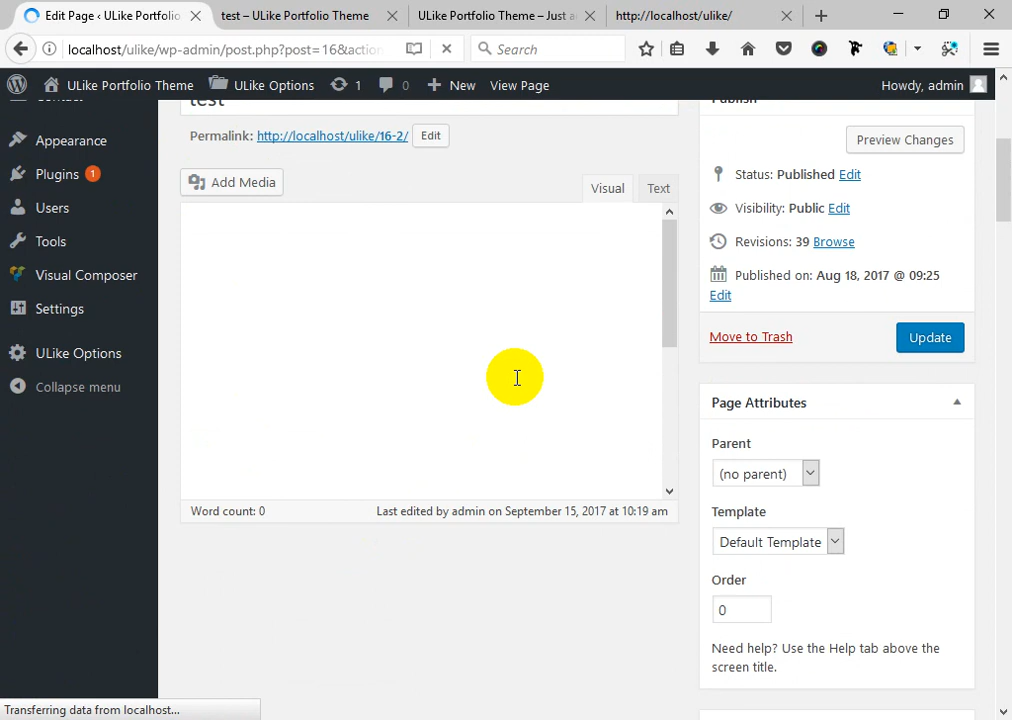 Edit Page ‹ ULike Portfolio
test – ULike Portfolio Theme
ULike Portfolio Theme – Just a
http://localhost/ulike/
localhost/ulike/wp-admin/post.php?post=16&actio
Search
ULike Portfolio Theme
ULike Options
1
0
New
View Page
Howdy, admin
Contact
Appearance
Plugins 1
Users
Tools
Visual Composer
Settings
ULike Options
Collapse menu
test
Permalink: http://localhost/ulike/16-2/ Edit
Add Media
Visual
Text
Word count: 0
Last edited by admin on September 15, 2017 at 10:19 am
Publish
Preview Changes
Status: Published Edit
Visibility: Public Edit
Revisions: 39 Browse
Published on: Aug 18, 2017 @ 09:25
Edit
Move to Trash
Update
Page Attributes
Parent
(no parent)
Template
Default Template
Order
0
Need help? Use the Help tab above the
screen title.
Transferring data from localhost...